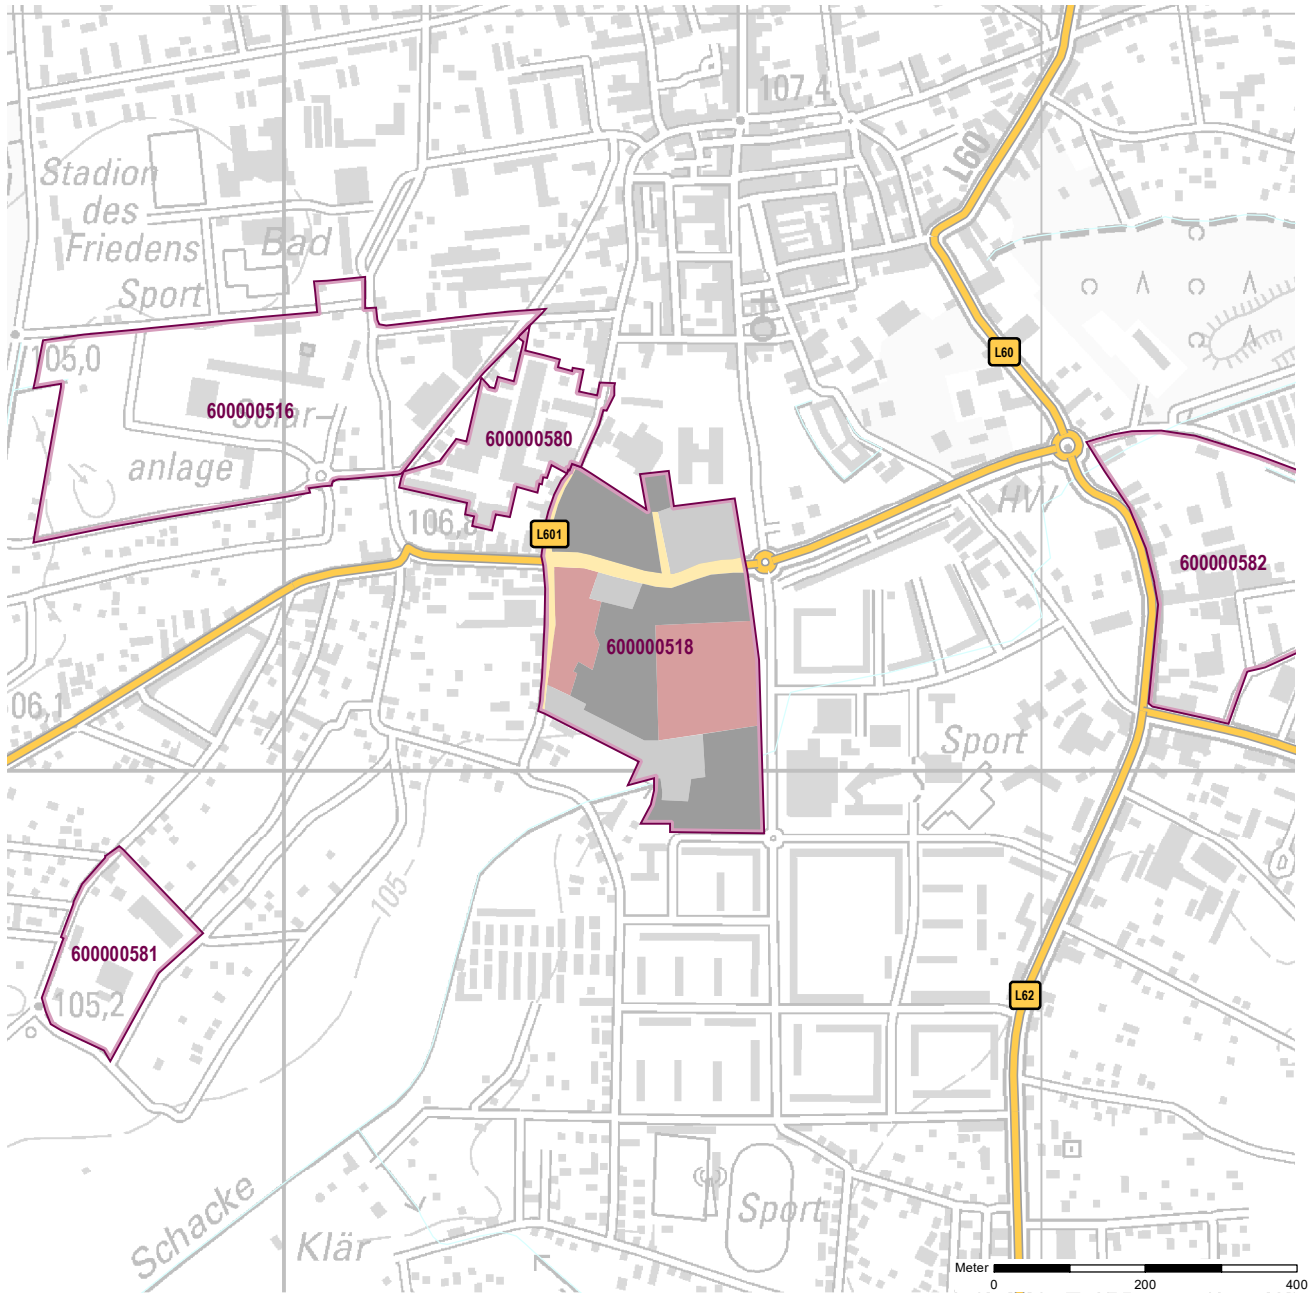 107,4
L60
Stadion
des
Friedens
Bad
Sport
L60
105,0
600000516
Solar-
600000580
anlage
106,
HW
L601
600000582
600000518
06,1
Sport
105
600000581
105,2
L62
Sport
Schacke
Klär
Meter
0 200 400